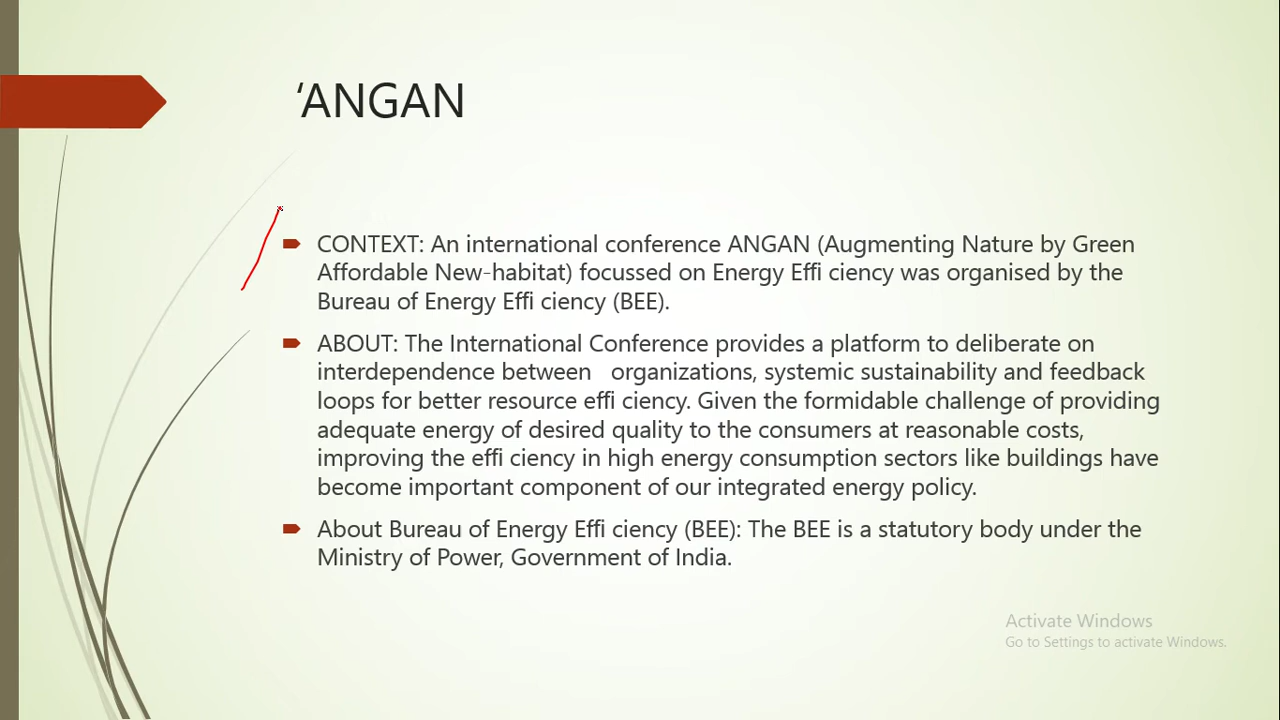 ‘ANGAN
CONTEXT: An international conference ANGAN (Augmenting Nature by Green
Affordable New-habitat) focussed on Energy Effi ciency was organised by the
Bureau of Energy Effi ciency (BEE).
ABOUT: The International Conference provides a platform to deliberate on
interdependence between   organizations, systemic sustainability and feedback
loops for better resource effi ciency. Given the formidable challenge of providing
adequate energy of desired quality to the consumers at reasonable costs,
improving the effi ciency in high energy consumption sectors like buildings have
become important component of our integrated energy policy.
About Bureau of Energy Effi ciency (BEE): The BEE is a statutory body under the
Ministry of Power, Government of India.
Activate Windows
Go to Settings to activate Windows.